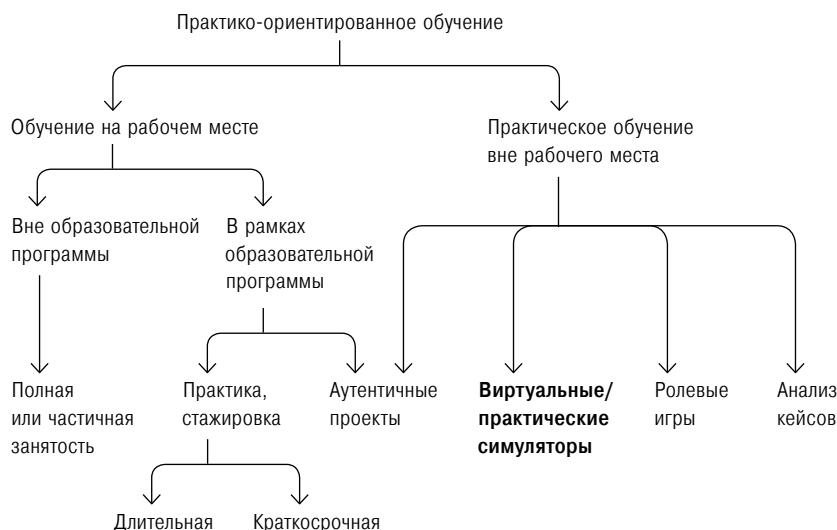 Практико-ориентированное обучение
Обучение на рабочем месте
Практическое обучение
вне рабочего места
Вне образовательной
программы
В рамках
образовательной
программы
Полная
или частичная
занятость
Практика,
стажировка
Аутентичные
проекты
Виртуальные/
практические
симуляторы
Ролевые
игры
Анализ
кейсов
Длительная
Краткосрочная